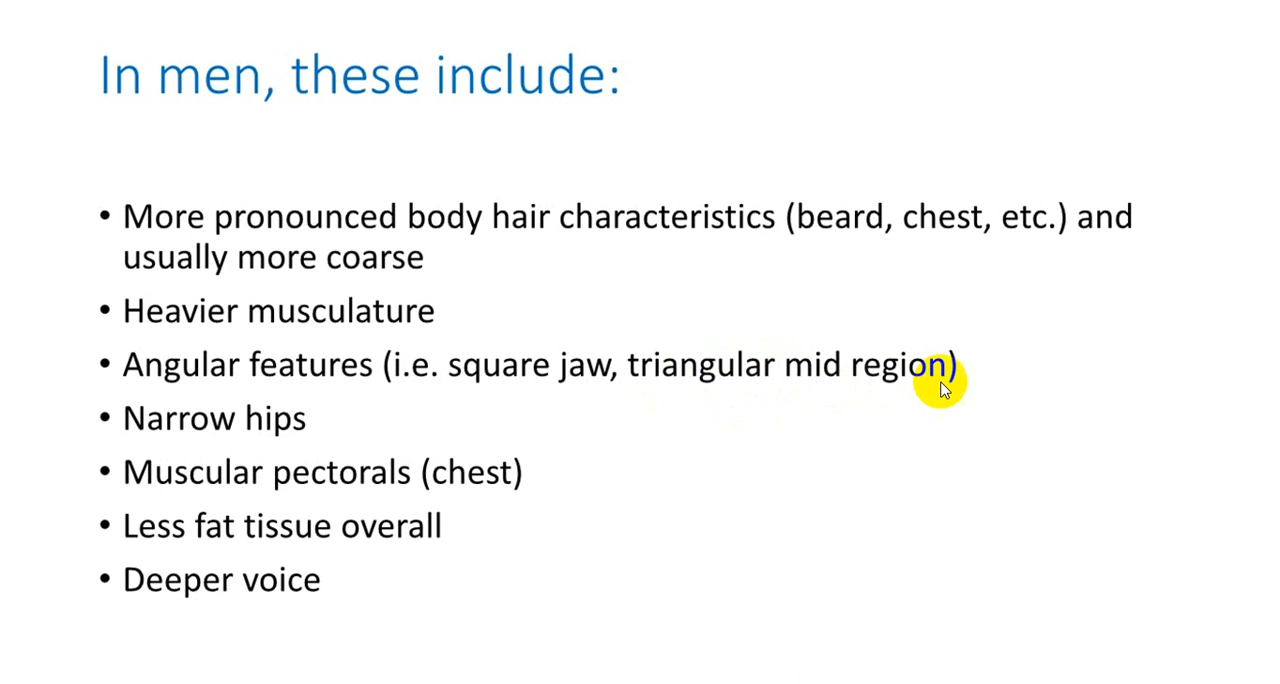 In men, these include:
• More pronounced body hair characteristics (beard, chest, etc.) and
usually more coarse
• Heavier musculature
• Angular features (i.e. square jaw, triangular mid region)
• Narrow hips
• Muscular pectorals (chest)
• Less fat tissue overall
• Deeper voice